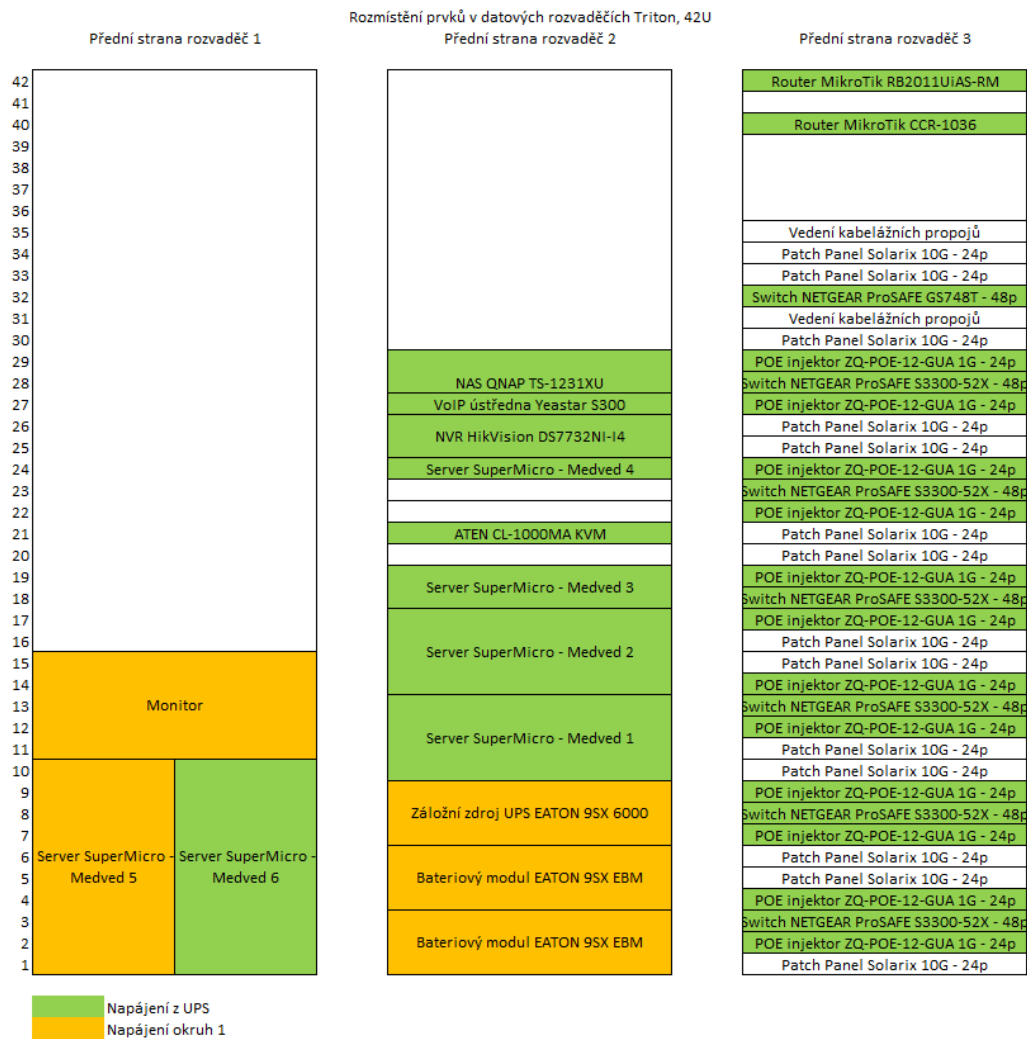 Rozmístění prvků v datových rozvaděčích Triton, 42U
Přední strana rozvaděč 1
Přední strana rozvaděč 2
Přední strana rozvaděč 3
42
41
40
39
38
37
36
35
34
33
32
31
30
29
28
27
26
25
24
23
22
21
20
19
18
17
16
15
14
13
12
11
10
9
8
7
6
5
4
3
2
1
Monitor
Server SuperMicro -
Medved 5
Server SuperMicro -
Medved 6
NAS QNAP TS-1231XU
VoIP ústředna Yeastar S300
NVR HikVision DS7732NI-I4
Server SuperMicro - Medved 4
ATEN CL-1000MA KVM
Server SuperMicro - Medved 3
Server SuperMicro - Medved 2
Server SuperMicro - Medved 1
Záložní zdroj UPS EATON 9SX 6000
Bateriový modul EATON 9SX EBM
Bateriový modul EATON 9SX EBM
Router MikroTik RB2011UiAS-RM
Router MikroTik CCR-1036
Vedení kabelážních propojů
Patch Panel Solarix 10G - 24p
Patch Panel Solarix 10G - 24p
Switch NETGEAR ProSAFE GS748T - 48p
Vedení kabelážních propojů
Patch Panel Solarix 10G - 24p
POE injektor ZQ-POE-12-GUA 1G - 24p
Switch NETGEAR ProSAFE S3300-52X - 48p
POE injektor ZQ-POE-12-GUA 1G - 24p
Patch Panel Solarix 10G - 24p
Patch Panel Solarix 10G - 24p
POE injektor ZQ-POE-12-GUA 1G - 24p
Switch NETGEAR ProSAFE S3300-52X - 48p
POE injektor ZQ-POE-12-GUA 1G - 24p
Patch Panel Solarix 10G - 24p
Patch Panel Solarix 10G - 24p
POE injektor ZQ-POE-12-GUA 1G - 24p
Switch NETGEAR ProSAFE S3300-52X - 48p
POE injektor ZQ-POE-12-GUA 1G - 24p
Patch Panel Solarix 10G - 24p
Patch Panel Solarix 10G - 24p
POE injektor ZQ-POE-12-GUA 1G - 24p
Switch NETGEAR ProSAFE S3300-52X - 48p
POE injektor ZQ-POE-12-GUA 1G - 24p
Patch Panel Solarix 10G - 24p
Patch Panel Solarix 10G - 24p
POE injektor ZQ-POE-12-GUA 1G - 24p
Switch NETGEAR ProSAFE S3300-52X - 48p
POE injektor ZQ-POE-12-GUA 1G - 24p
Patch Panel Solarix 10G - 24p
Patch Panel Solarix 10G - 24p
POE injektor ZQ-POE-12-GUA 1G - 24p
Switch NETGEAR ProSAFE S3300-52X - 48p
POE injektor ZQ-POE-12-GUA 1G - 24p
Patch Panel Solarix 10G - 24p
Napájení z UPS
Napájení okruh 1